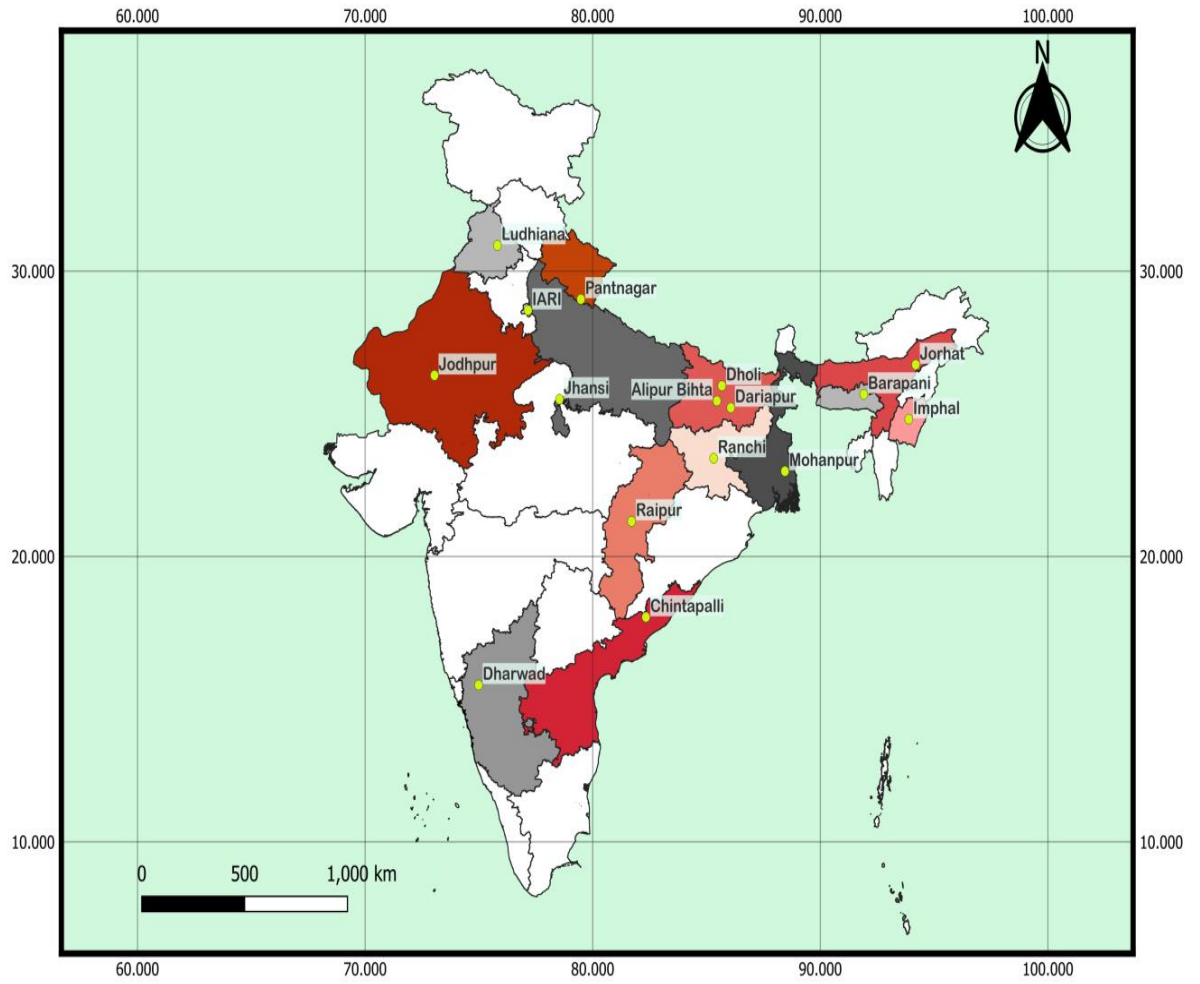 60.000 70.000 80.000 90.000 100.000
N
Ludhiana
30.000 30.000
IARI Pantnagar
Jodhpur
Jhansi
Dholi
Alipur Bihta
Dariapur
Jorhat
Barapani
Imphal
Ranchi
Mohanpur
Raipur
20.000 20.000
Chintapalli
Dharwad
10.000 10.000
0 500 1,000 km
60.000 70.000 80.000 90.000 100.000